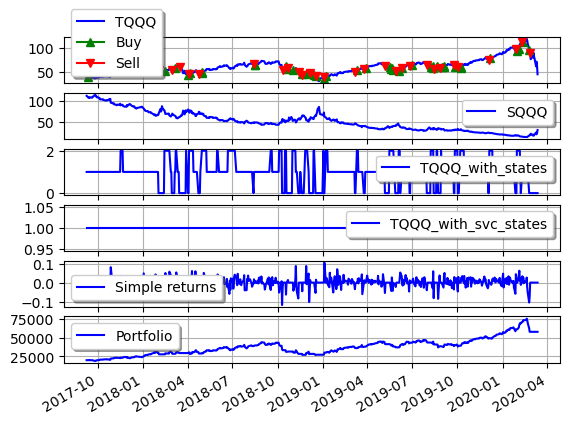 TQQQ
Buy
Sell
100
50
SQQQ
100
50
TQQQ_with_states
2
0
TQQQ_with_svc_states
1.05
1.00
0.95
Simple returns
0.1
0.0
−0.1
Portfolio
75000
50000
25000
2017-10 2018-01 2018-04 2018-07 2018-10 2019-01 2019-04 2019-07 2019-10 2020-01 2020-04